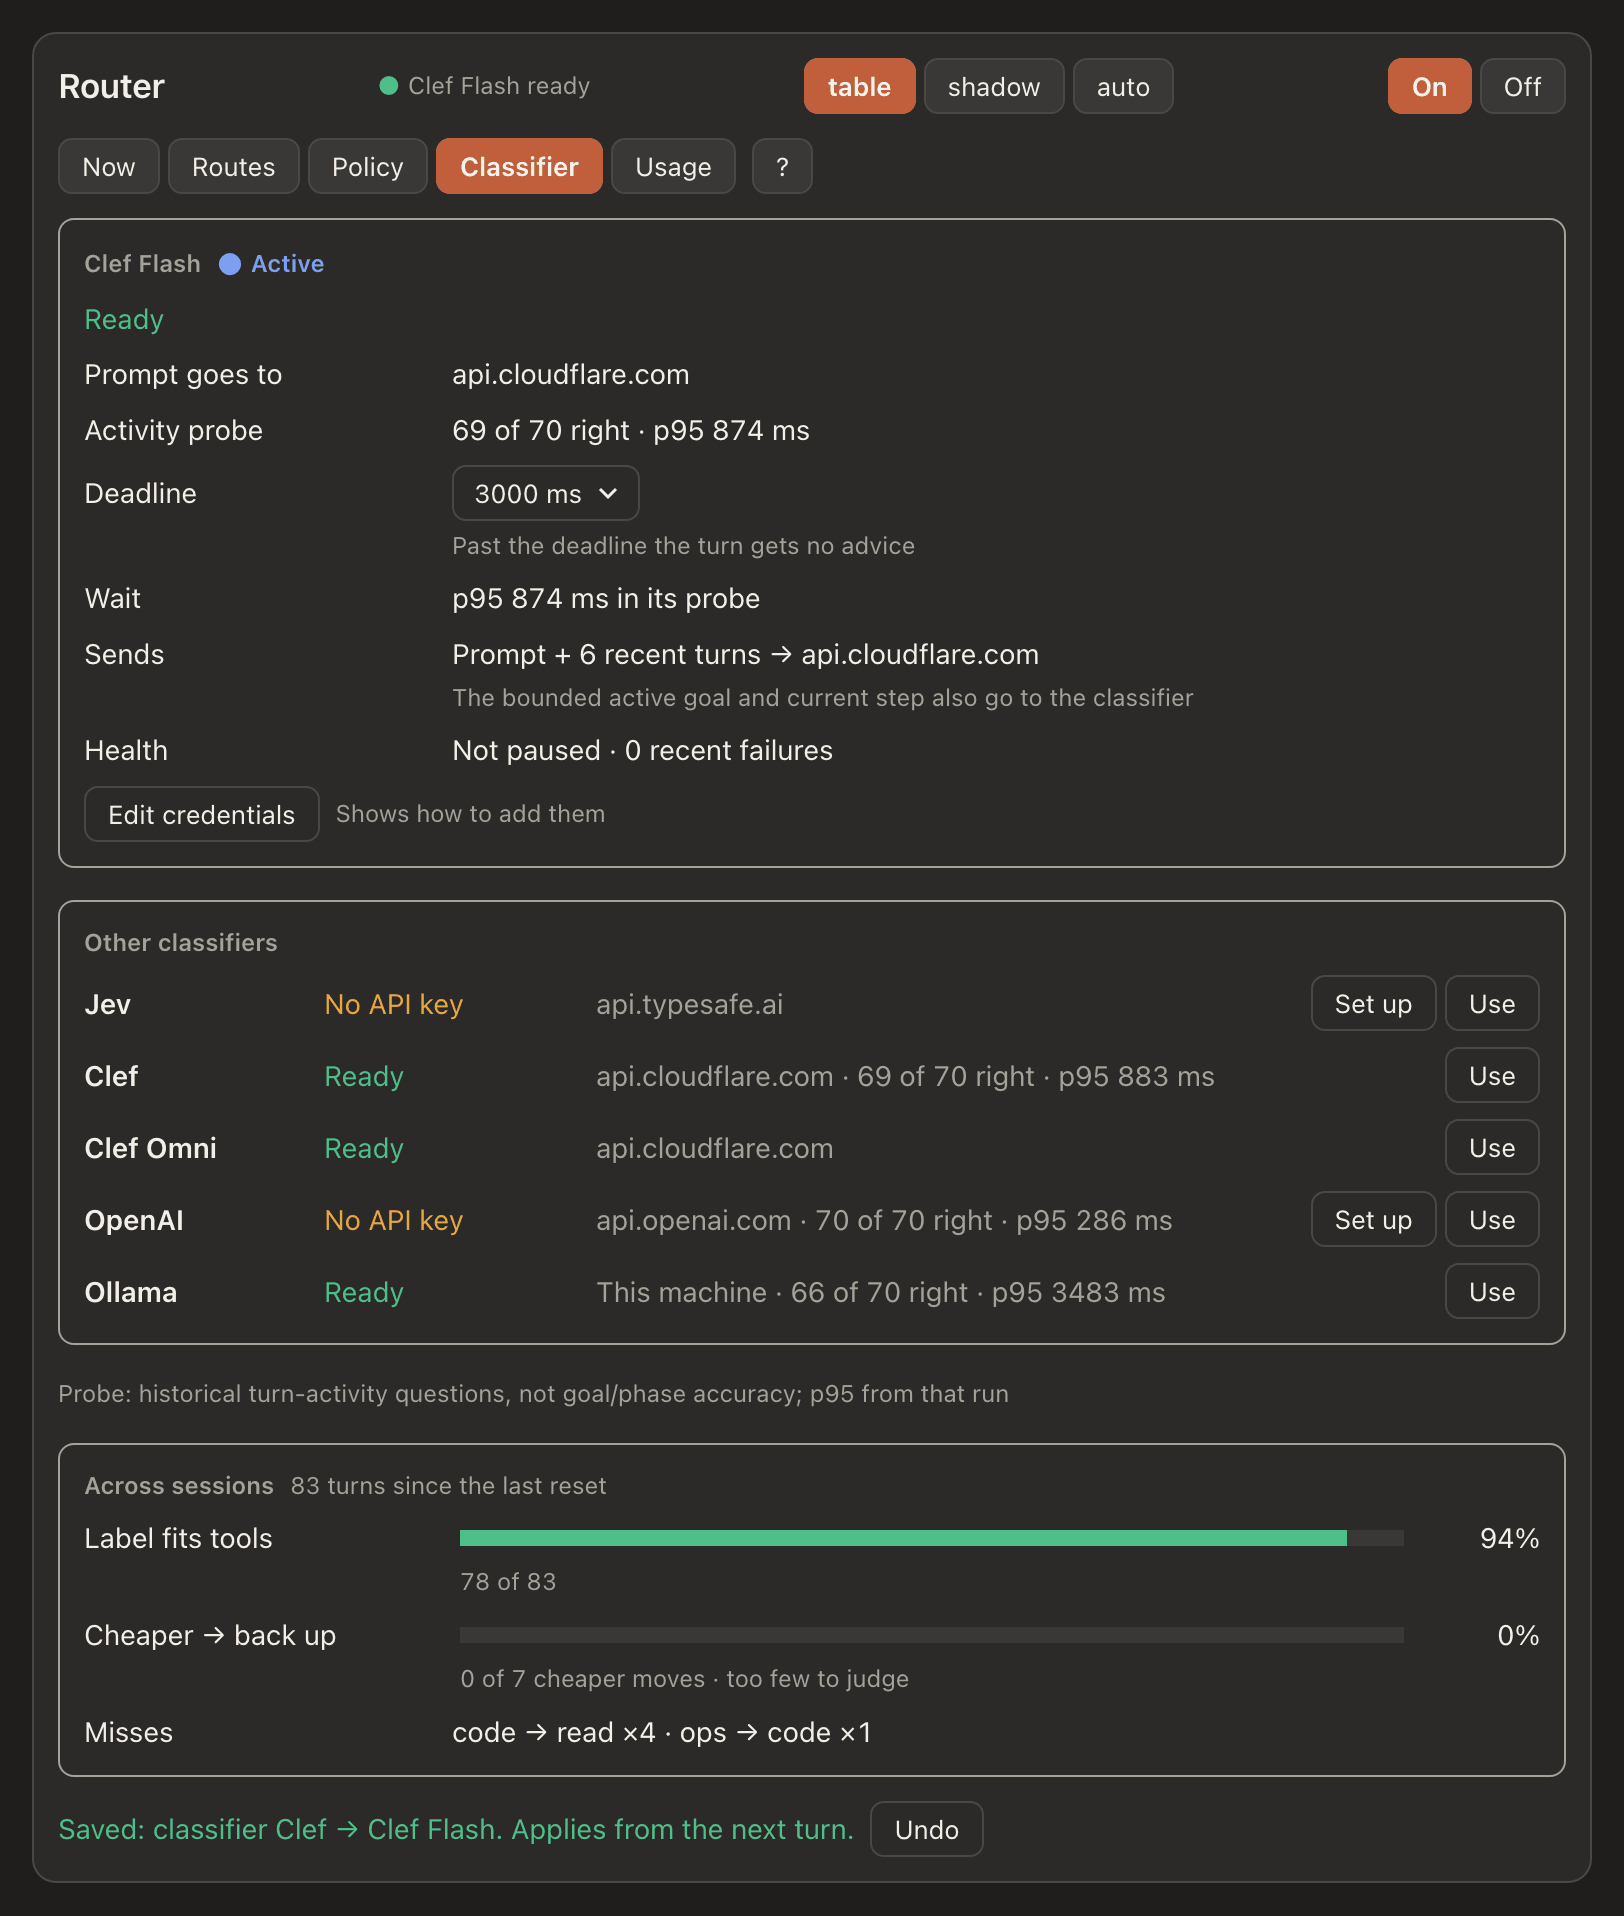 Router Clef Flash ready table shadow auto On Off
Now Routes Policy Classifier Usage ?
Clef Flash Active
Ready
Prompt goes to api.cloudflare.com
Activity probe 69 of 70 right · p95 874 ms
Deadline 3000 ms
Past the deadline the turn gets no advice
Wait p95 874 ms in its probe
Sends Prompt + 6 recent turns → api.cloudflare.com
The bounded active goal and current step also go to the classifier
Health Not paused · 0 recent failures
Edit credentials Shows how to add them
Other classifiers
Jev No API key api.typesafe.ai Set up Use
Clef Ready api.cloudflare.com · 69 of 70 right · p95 883 ms Use
Clef Omni Ready api.cloudflare.com Use
OpenAI No API key api.openai.com · 70 of 70 right · p95 286 ms Set up Use
Ollama Ready This machine · 66 of 70 right · p95 3483 ms Use
Probe: historical turn-activity questions, not goal/phase accuracy; p95 from that run
Across sessions 83 turns since the last reset
Label fits tools 94%
78 of 83
Cheaper → back up 0%
0 of 7 cheaper moves · too few to judge
Misses code → read ×4 · ops → code ×1
Saved: classifier Clef → Clef Flash. Applies from the next turn. Undo